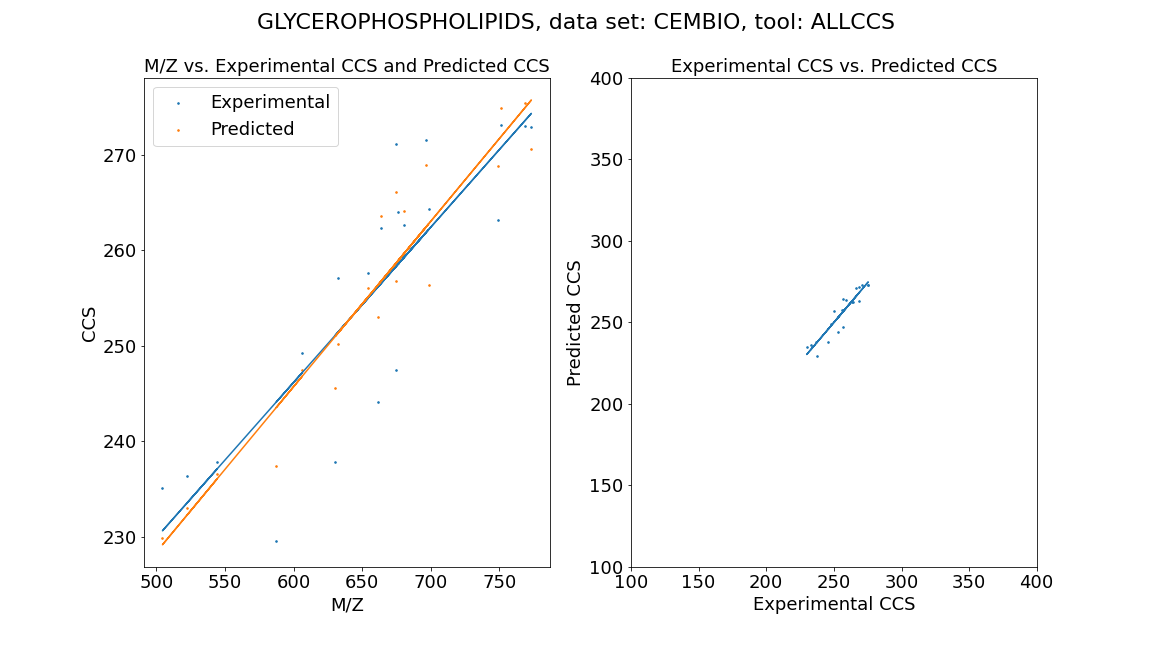 GLYCEROPHOSPHOLIPIDS, data set: CEMBIO, tool: ALLCCS
M/Z vs. Experimental CCS and Predicted CCS
Experimental
Predicted
CCS
270
260
250
240
230
500 550 600 650 700 750
M/Z
Experimental CCS vs. Predicted CCS
Predicted CCS
400
350
300
250
200
150
100
100 150 200 250 300 350 400
Experimental CCS